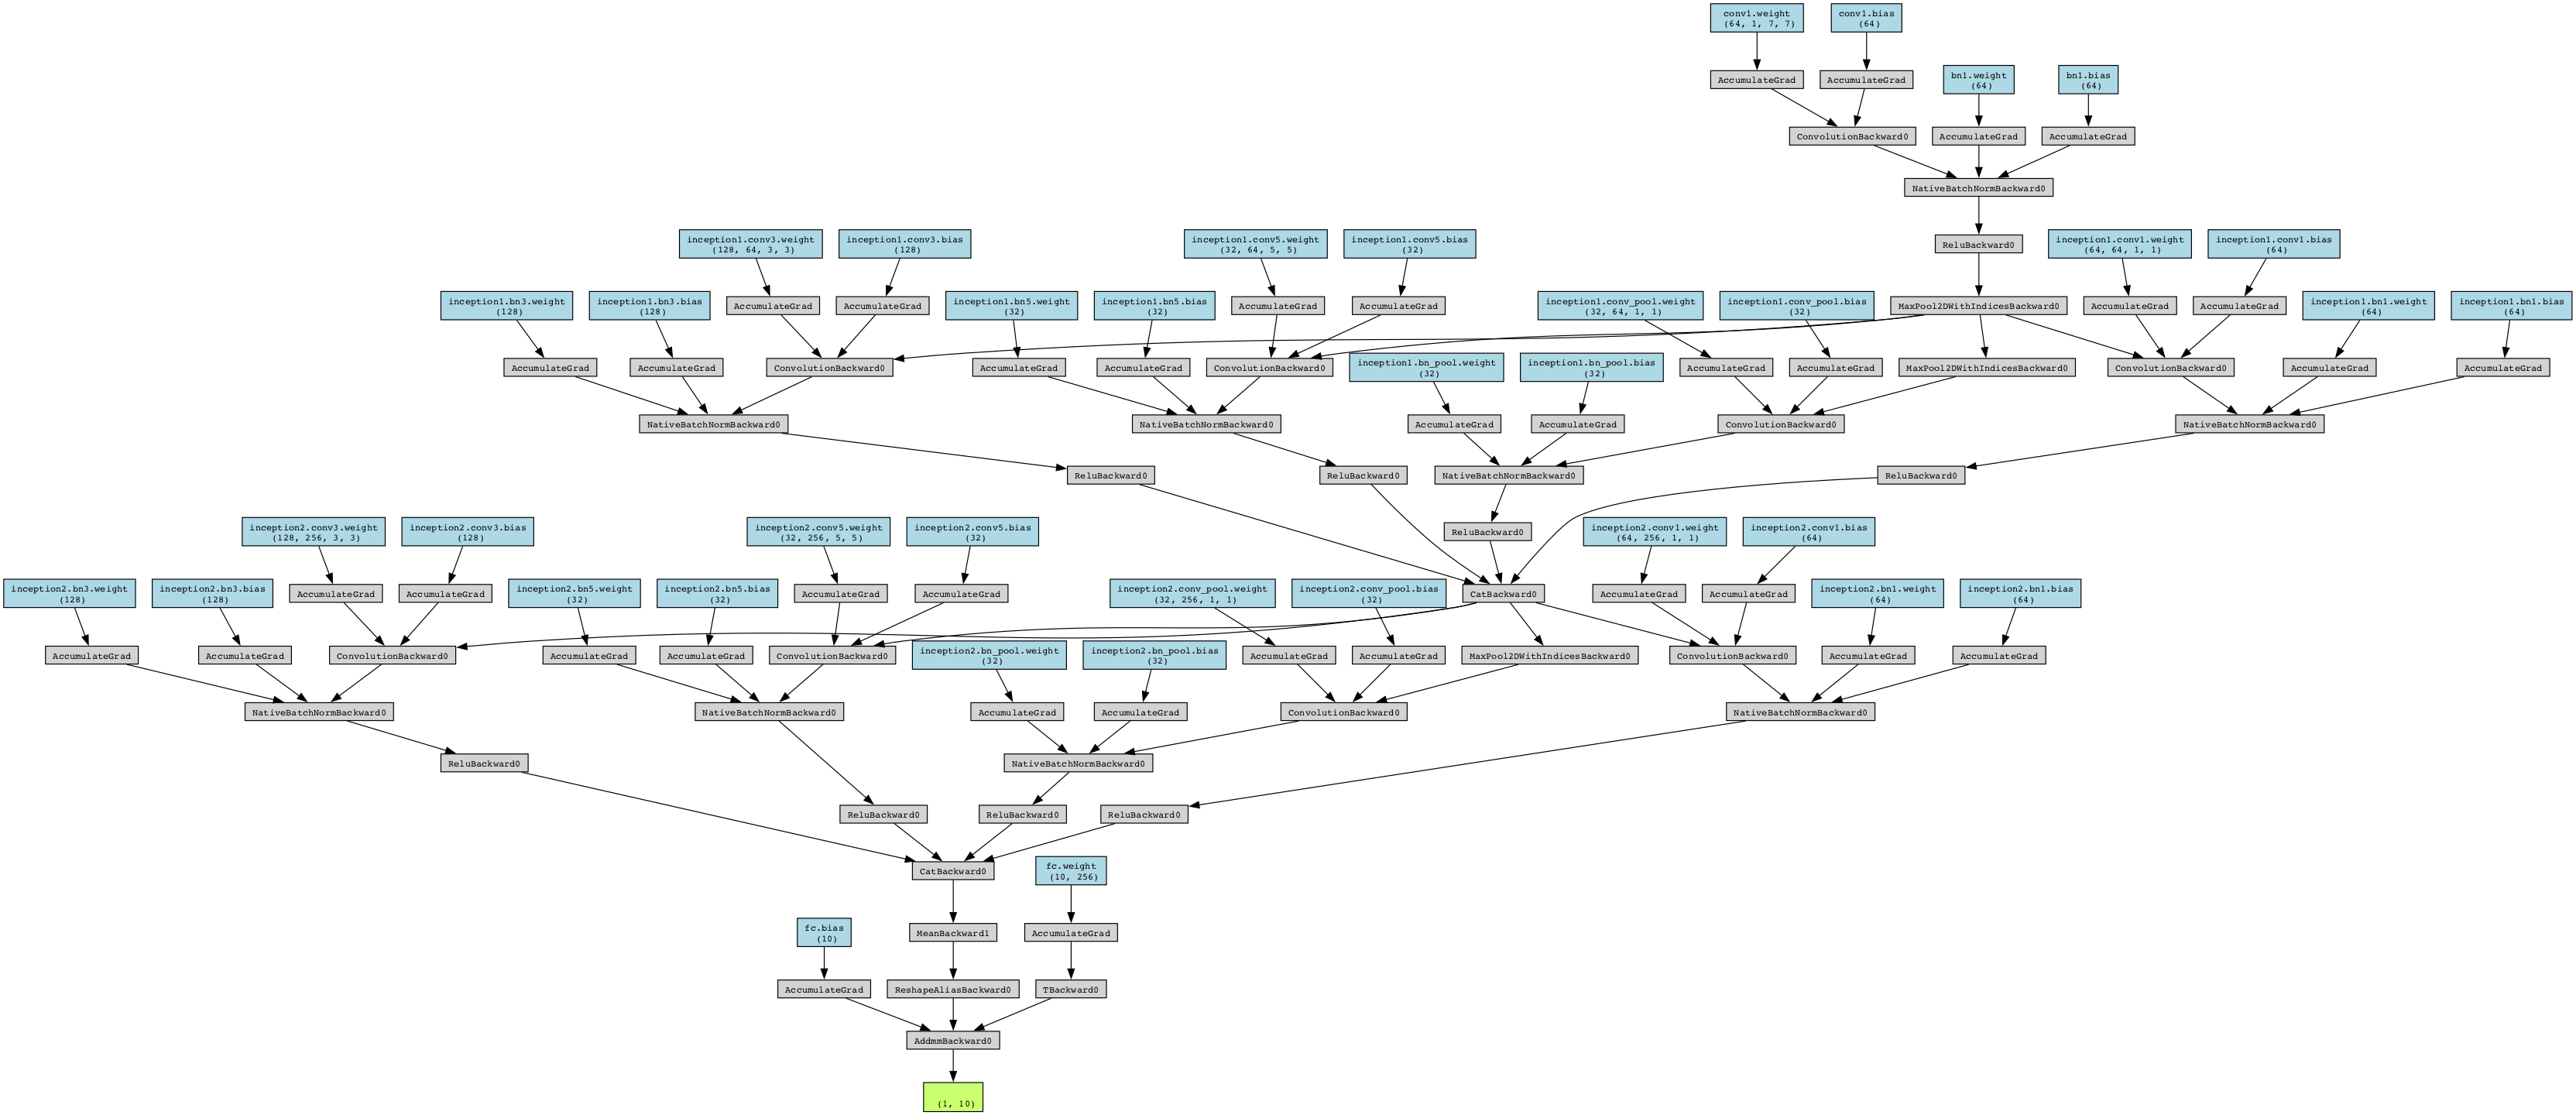 conv1.weight
(64, 1, 7, 7)
conv1.bias
(64)
AccumulateGrad
AccumulateGrad
bn1.weight
(64)
bn1.bias
(64)
ConvolutionBackward0
AccumulateGrad
AccumulateGrad
NativeBatchNormBackward0
ReluBackward0
inception1.conv3.weight
(128, 64, 3, 3)
inception1.conv3.bias
(128)
inception1.conv5.weight
(32, 64, 5, 5)
inception1.conv5.bias
(32)
inception1.conv1.weight
(64, 64, 1, 1)
inception1.conv1.bias
(64)
inception1.bn3.weight
(128)
inception1.bn3.bias
(128)
AccumulateGrad
AccumulateGrad
inception1.bn5.weight
(32)
inception1.bn5.bias
(32)
AccumulateGrad
AccumulateGrad
inception1.conv_pool.weight
(32, 64, 1, 1)
inception1.conv_pool.bias
(32)
MaxPool2DWithIndicesBackward0
AccumulateGrad
AccumulateGrad
inception1.bn1.weight
(64)
inception1.bn1.bias
(64)
AccumulateGrad
AccumulateGrad
ConvolutionBackward0
AccumulateGrad
AccumulateGrad
ConvolutionBackward0
inception1.bn_pool.weight
(32)
inception1.bn_pool.bias
(32)
AccumulateGrad
AccumulateGrad
MaxPool2DWithIndicesBackward0
ConvolutionBackward0
AccumulateGrad
AccumulateGrad
NativeBatchNormBackward0
NativeBatchNormBackward0
AccumulateGrad
AccumulateGrad
ConvolutionBackward0
NativeBatchNormBackward0
ReluBackward0
ReluBackward0
NativeBatchNormBackward0
ReluBackward0
inception2.conv3.weight
(128, 256, 3, 3)
inception2.conv3.bias
(128)
inception2.conv5.weight
(32, 256, 5, 5)
inception2.conv5.bias
(32)
ReluBackward0
inception2.conv1.weight
(64, 256, 1, 1)
inception2.conv1.bias
(64)
inception2.bn3.weight
(128)
inception2.bn3.bias
(128)
AccumulateGrad
AccumulateGrad
inception2.bn5.weight
(32)
inception2.bn5.bias
(32)
AccumulateGrad
AccumulateGrad
inception2.conv_pool.weight
(32, 256, 1, 1)
inception2.conv_pool.bias
(32)
CatBackward0
AccumulateGrad
AccumulateGrad
inception2.bn1.weight
(64)
inception2.bn1.bias
(64)
AccumulateGrad
AccumulateGrad
ConvolutionBackward0
AccumulateGrad
AccumulateGrad
ConvolutionBackward0
inception2.bn_pool.weight
(32)
inception2.bn_pool.bias
(32)
AccumulateGrad
AccumulateGrad
MaxPool2DWithIndicesBackward0
ConvolutionBackward0
AccumulateGrad
AccumulateGrad
NativeBatchNormBackward0
NativeBatchNormBackward0
AccumulateGrad
AccumulateGrad
ConvolutionBackward0
NativeBatchNormBackward0
ReluBackward0
NativeBatchNormBackward0
ReluBackward0
ReluBackward0
ReluBackward0
CatBackward0
fc.weight
(10, 256)
fc.bias
(10)
MeanBackward1
AccumulateGrad
AccumulateGrad
ReshapeAliasBackward0
TBackward0
AddmmBackward0
(1, 10)